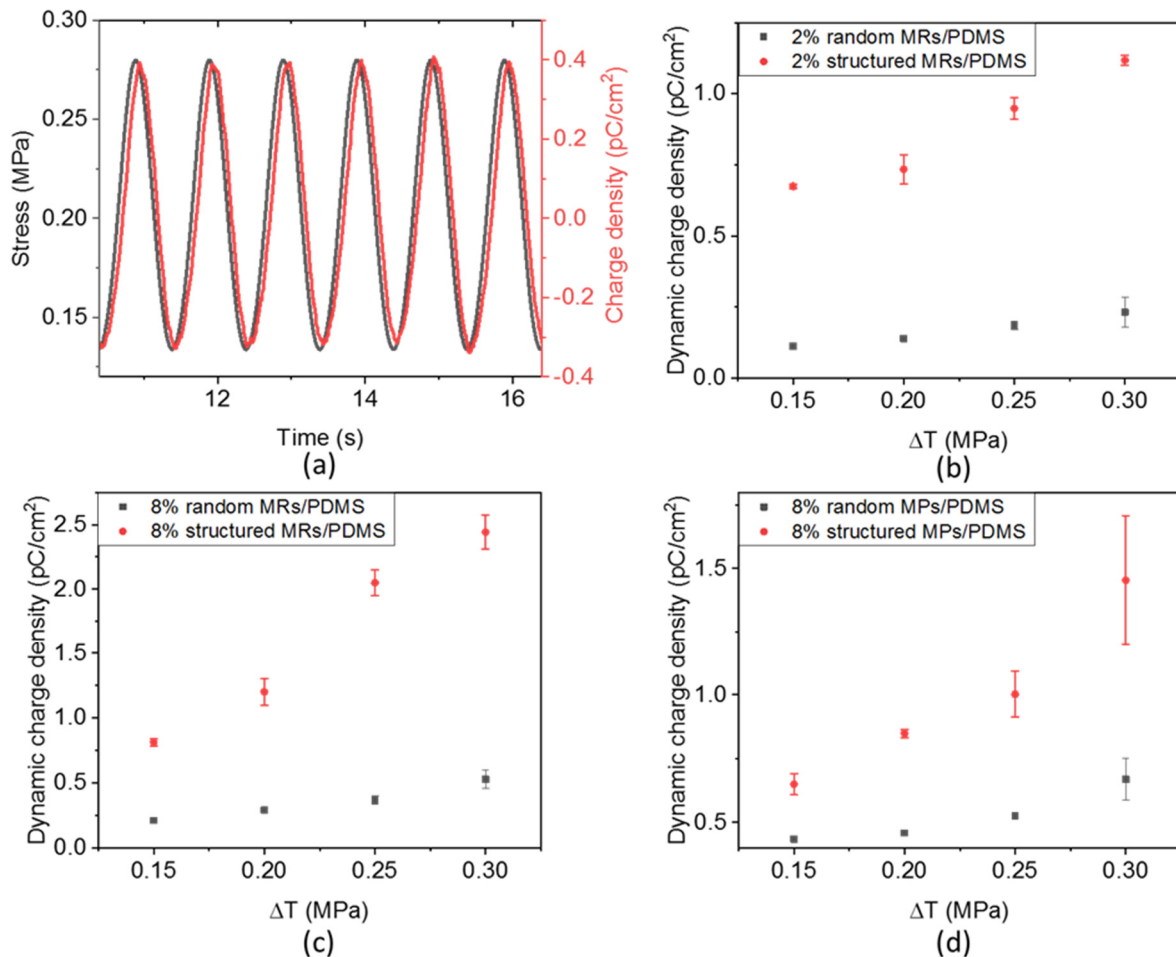 0.30
0.25
0.20
0.15
Stress (MPa)
0.4
0.2
0.0
-0.3
-0.4
Charge density (pC/cm²)
12
14
16
Time (s)
(a)
2% random MRs/PDMS
2% structured MRs/PDMS
1.0
0.5
0.0
Dynamic charge density (pC/cm²)
0.15 0.20 0.25 0.30
ΔT (MPa)
(b)
8% random MRs/PDMS
8% structured MRs/PDMS
2.5
2.0
1.5
1.0
0.5
0.0
Dynamic charge density (pC/cm²)
0.15 0.20 0.25 0.30
ΔT (MPa)
(c)
8% random MPs/PDMS
8% structured MPs/PDMS
1.5
1.0
0.5
Dynamic charge density (pC/cm²)
0.15 0.20 0.25 0.30
ΔT (MPa)
(d)